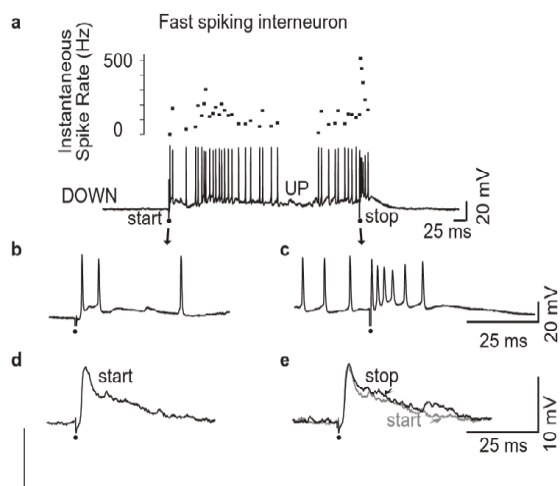 a
Fast spiking interneuron
Instantaneous
Spike Rate (Hz)
500
0
DOWN
UP
start
stop
20 mV
25 ms
b
c
20 mV
25 ms
d
start
e
stop
start
10 mV
25 ms